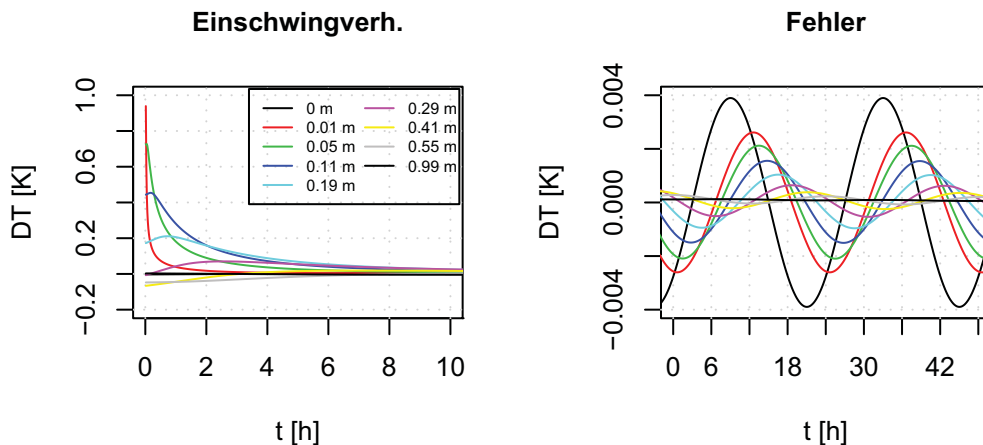 Einschwingverh.
DT [K]
1.0
0.6
0.2
−0.2
0 m
0.01 m
0.05 m
0.11 m
0.19 m
0.29 m
0.41 m
0.55 m
0.99 m
0 2 4 6 8 10
t [h]
Fehler
DT [K]
0.004
0.000
−0.004
0 6 18 30 42
t [h]